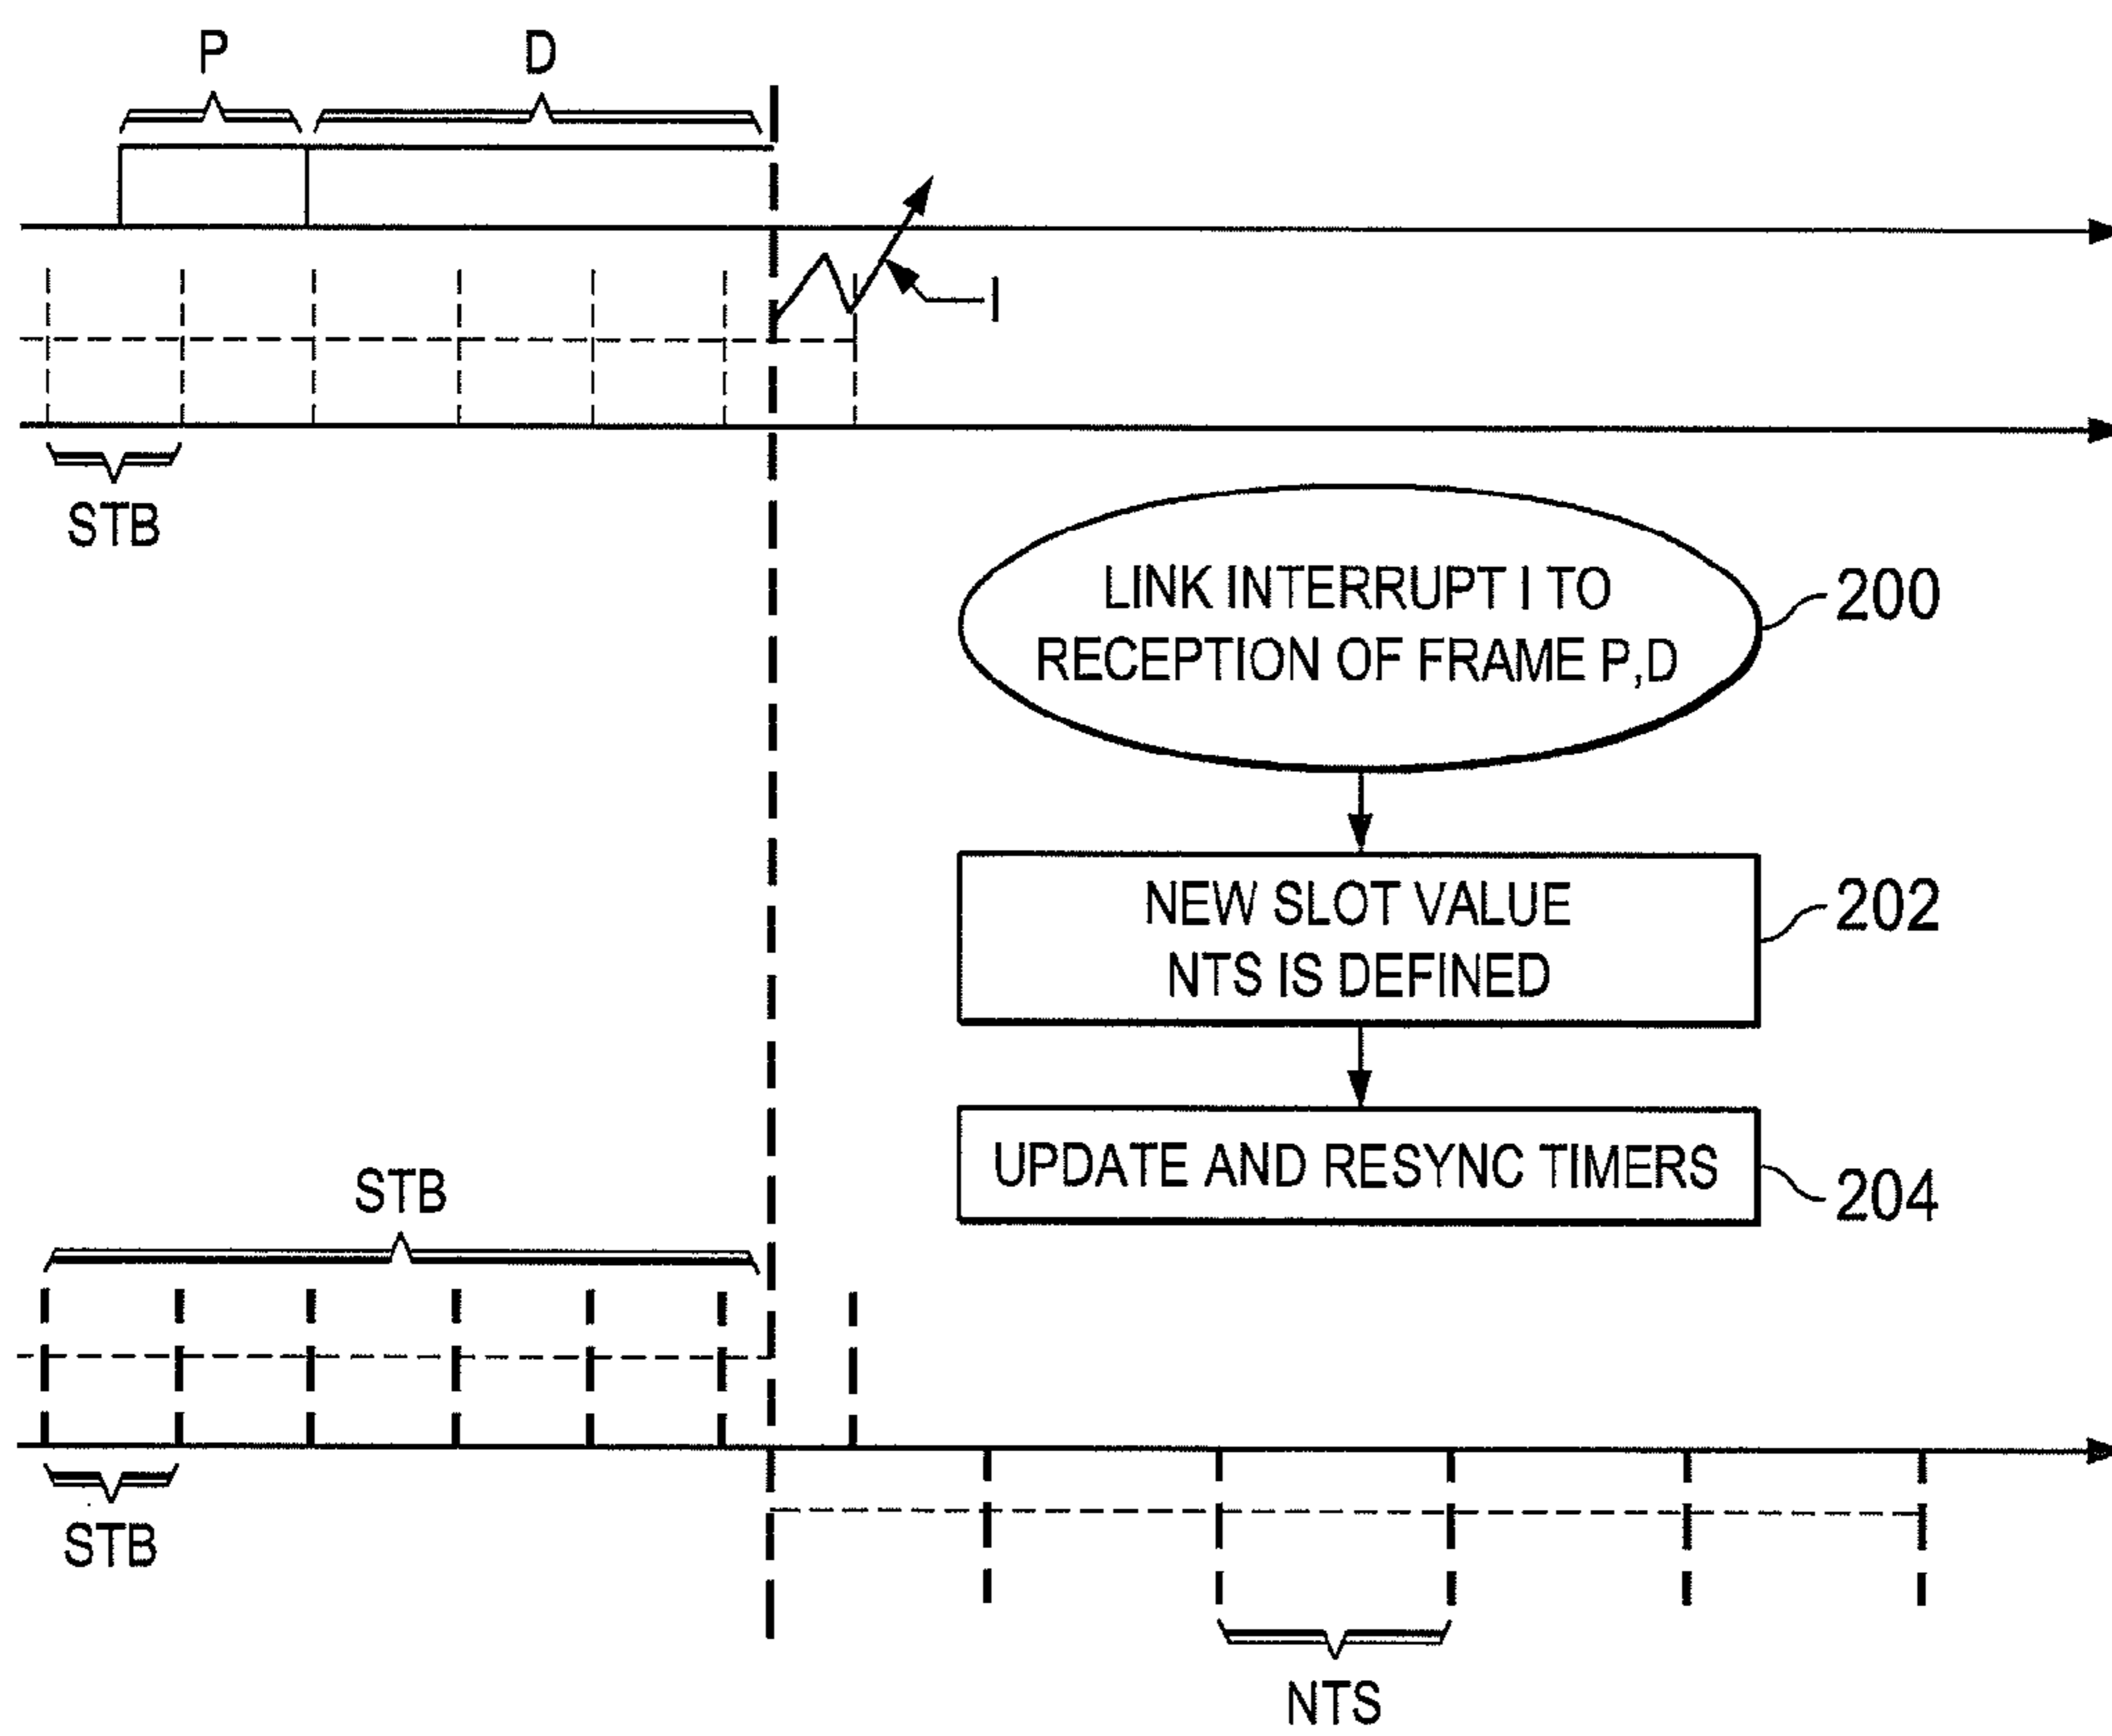 P
D
I
STB
LINK INTERRUPT I TO
RECEPTION OF FRAME P,D
200
NEW SLOT VALUE
NTS IS DEFINED
202
UPDATE AND RESYNC TIMERS
204
STB
STB
NTS